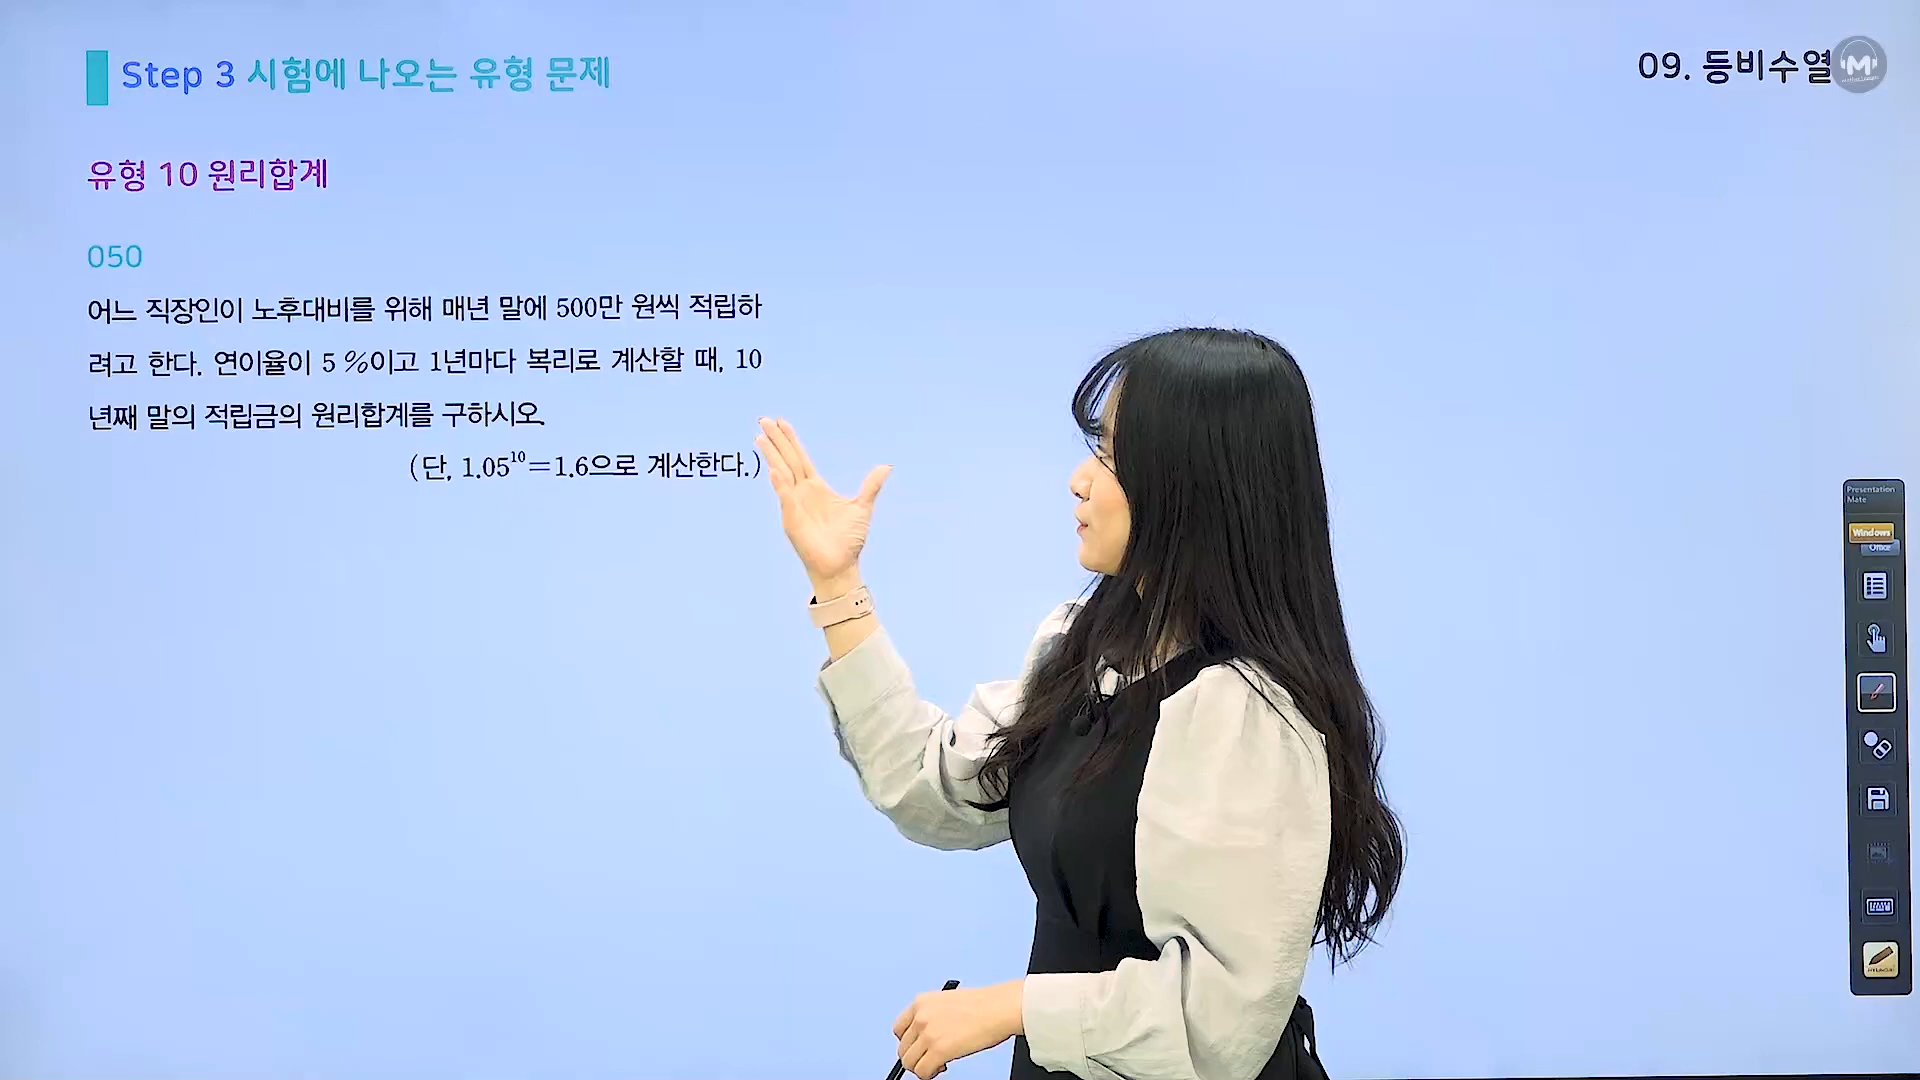 Step 3 시험에 나오는 유형 문제
09. 등비수열
M
유형 10 원리합계
050
어느 직장인이 노후대비를 위해 매년 말에 500만 원씩 적립하
려고 한다. 연이율이 5 %이고 1년마다 복리로 계산할 때, 10
년째 말의 적립금의 원리합계를 구하시오.
(단, 1.05¹⁰=1.6으로 계산한다.)
Presentation
Mate
Windows
Office